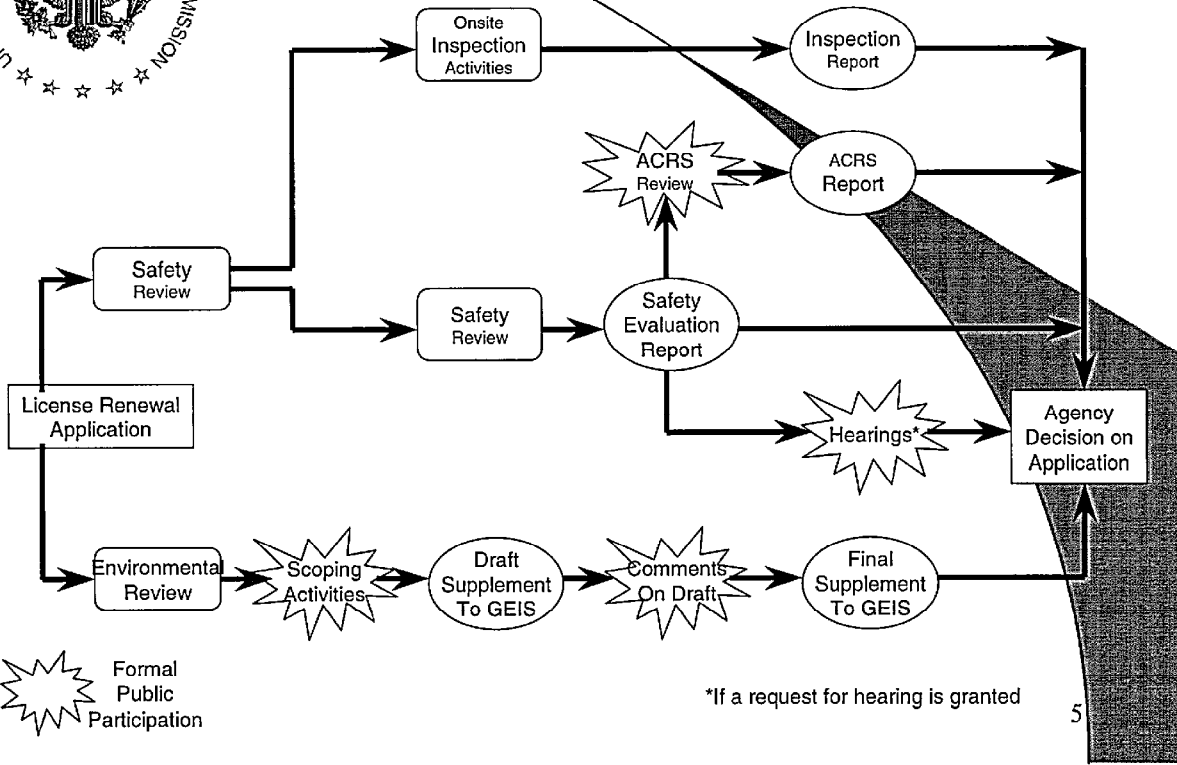 MISSION
Onsite
Inspection
Activities
Inspection
Report
ACRS
Review
ACRS
Report
Safety
Review
Safety
Review
Safety
Evaluation
Report
License Renewal
Application
Hearings*
Agency
Decision on
Application
Environmental
Review
Scoping
Activities
Draft
Supplement
To GEIS
Comments
On Draft
Final
Supplement
To GEIS
Formal
Public
Participation
*If a request for hearing is granted
5